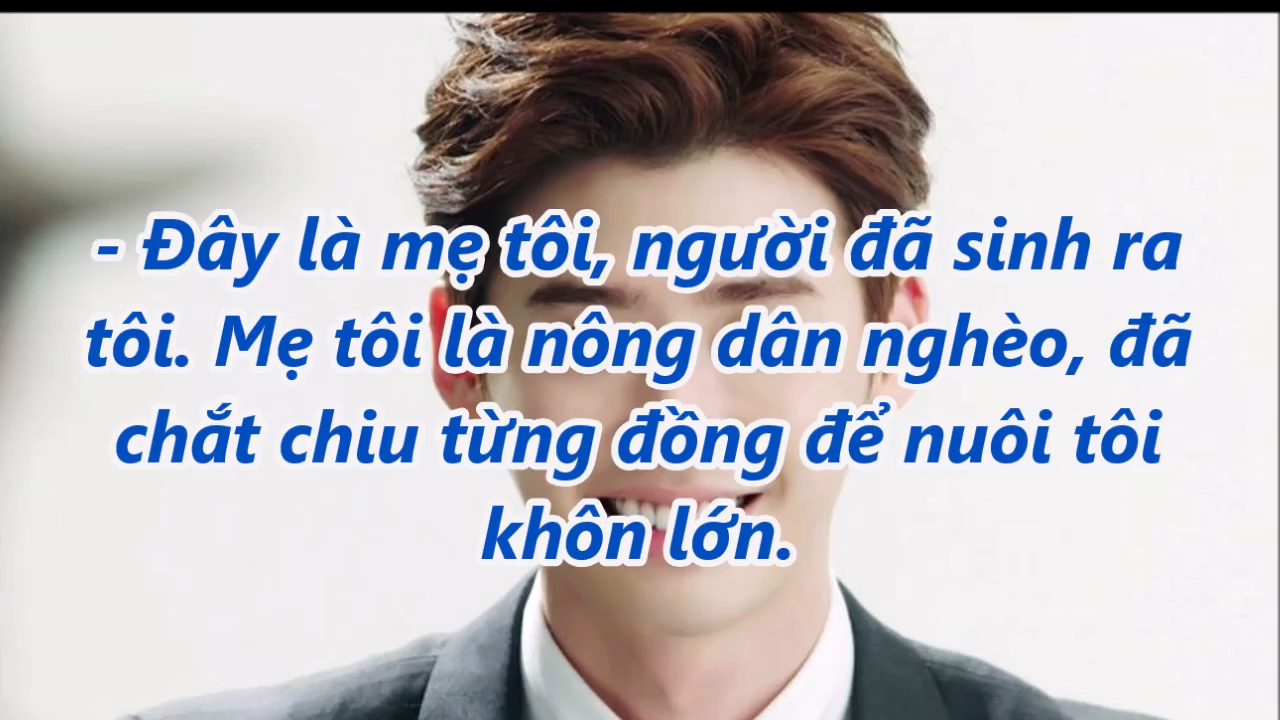 - Đây là mẹ tôi, người đã sinh ra
tôi. Mẹ tôi là nông dân nghèo, đã
chắt chiu từng đồng để nuôi tôi
khôn lớn.